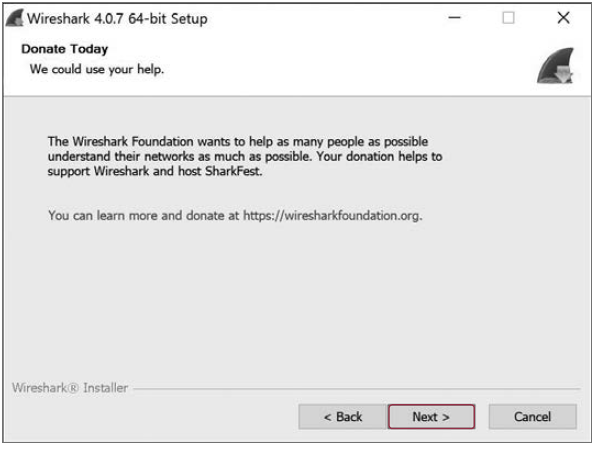 Wireshark 4.0.7 64-bit Setup
Donate Today
We could use your help.
The Wireshark Foundation wants to help as many people as possible
understand their networks as much as possible. Your donation helps to
support Wireshark and host SharkFest.
You can learn more and donate at https://wiresharkfoundation.org.
Wireshark® Installer
< Back
Next >
Cancel